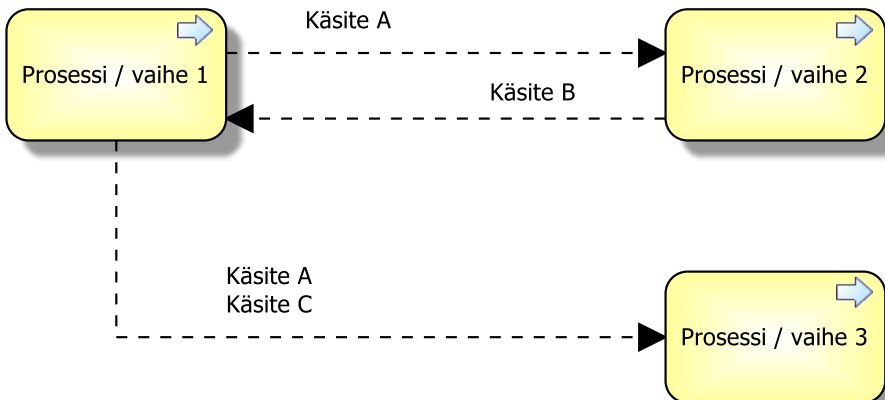 Käsite A
Prosessi / vaihe 1
Prosessi / vaihe 2
Käsite B
Käsite A
Käsite C
Prosessi / vaihe 3